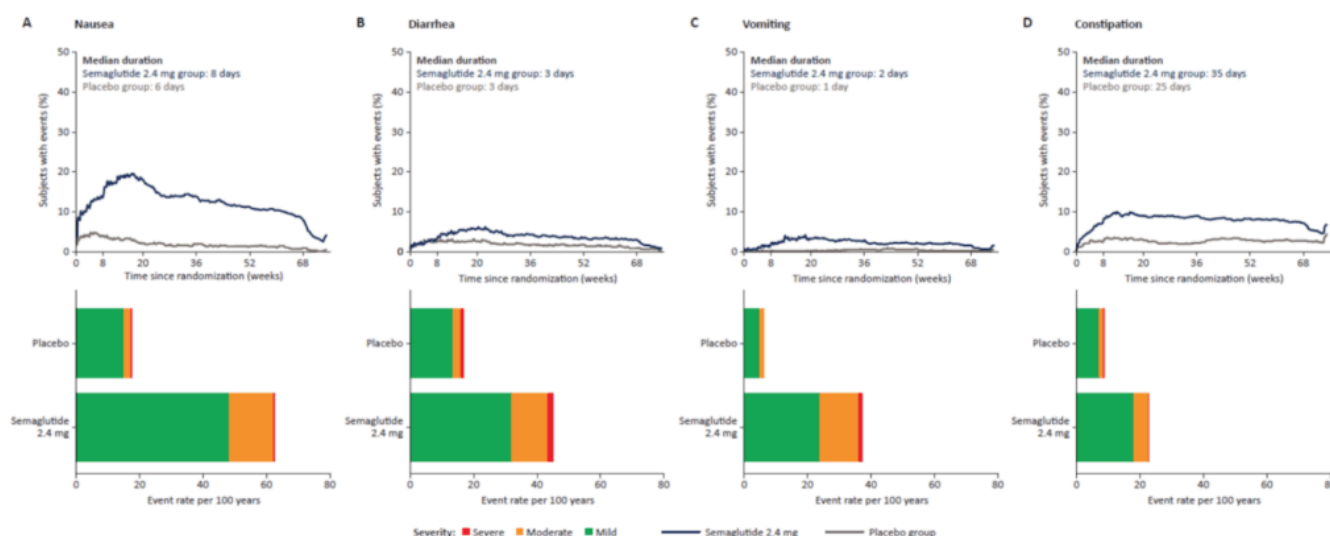 A Nausea
50
40
30
20
10
0
Subjects with events (%)
Median duration
Semaglutide 2.4 mg group: 8 days
Placebo group: 6 days
0 8 20 36 52 68
Time since randomization (weeks)
B Diarrhea
50
40
30
20
10
0
Subjects with events (%)
Median duration
Semaglutide 2.4 mg group: 3 days
Placebo group: 3 days
0 8 20 36 52 68
Time since randomization (weeks)
C Vomiting
50
40
30
20
10
0
Subjects with events (%)
Median duration
Semaglutide 2.4 mg group: 2 days
Placebo group: 1 day
0 8 20 36 52 68
Time since randomization (weeks)
D Constipation
50
40
30
20
10
0
Subjects with events (%)
Median duration
Semaglutide 2.4 mg group: 35 days
Placebo group: 25 days
0 8 20 36 52 68
Time since randomization (weeks)
Placebo
Semaglutide
2.4 mg
0 20 40 60 80
Event rate per 100 years
Placebo
Semaglutide
2.4 mg
0 20 40 60 80
Event rate per 100 years
Placebo
Semaglutide
2.4 mg
0 20 40 60 80
Event rate per 100 years
Placebo
Semaglutide
2.4 mg
0 20 40 60 80
Event rate per 100 years
Severity: Severe Moderate Mild Semaglutide 2.4 mg Placebo group